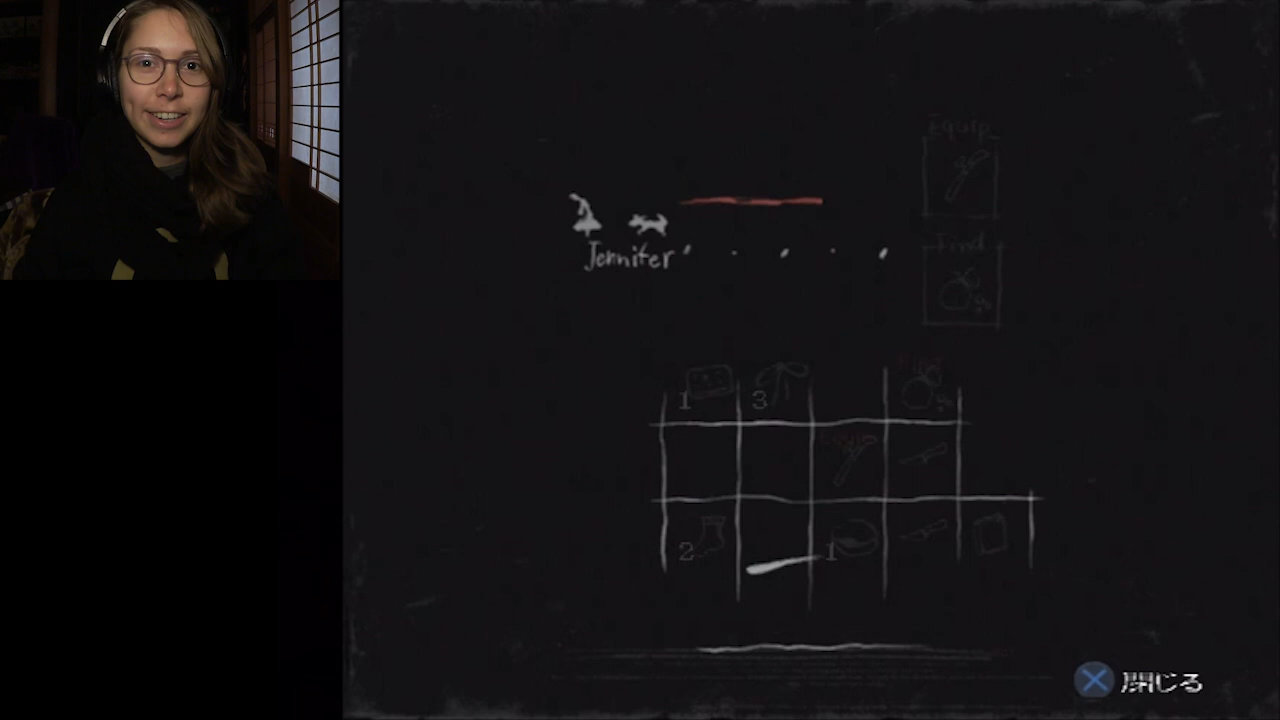 Equip
Jennifer
Find
Find
1
3
Equip
2
1
閉じる